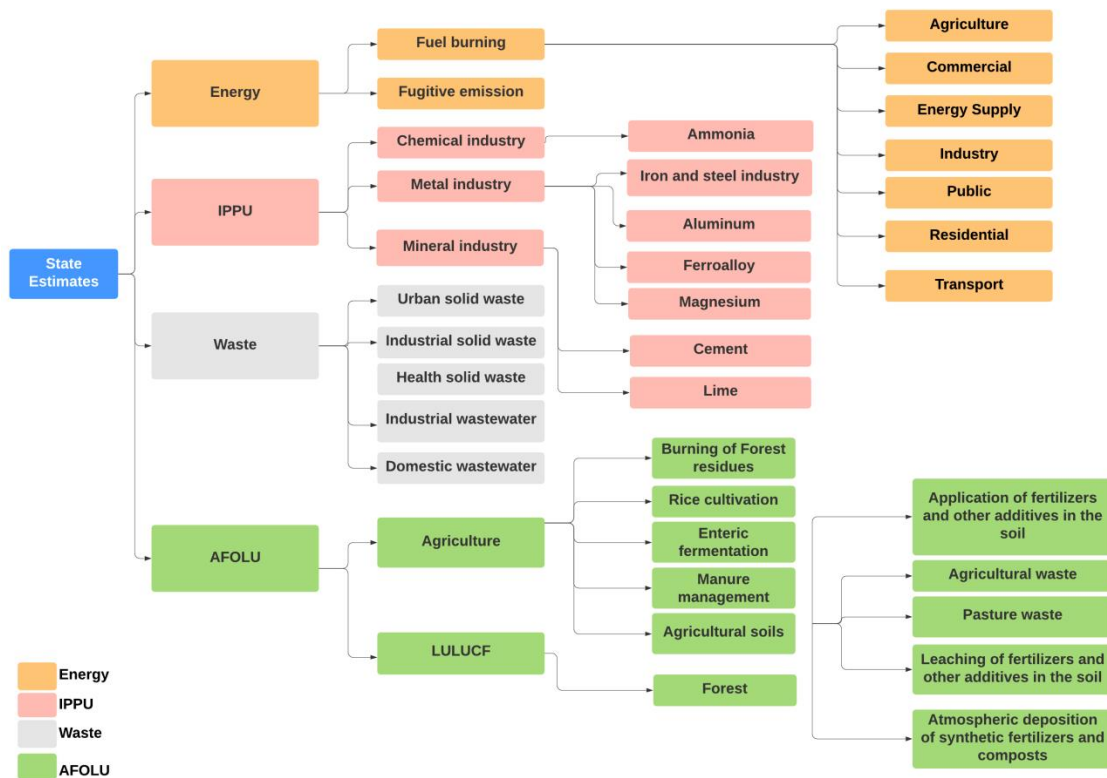 State
Estimates
Energy
IPPU
Waste
AFOLU
Fuel burning
Fugitive emission
Chemical industry
Metal industry
Mineral industry
Urban solid waste
Industrial solid waste
Health solid waste
Industrial wastewater
Domestic wastewater
Agriculture
LULUCF
Ammonia
Iron and steel industry
Aluminum
Ferroalloy
Magnesium
Cement
Lime
Burning of Forest
residues
Rice cultivation
Enteric
fermentation
Manure
management
Agricultural soils
Forest
Agriculture
Commercial
Energy Supply
Industry
Public
Residential
Transport
Application of fertilizers
and other additives in the
soil
Agricultural waste
Pasture waste
Leaching of fertilizers and
other additives in the soil
Atmospheric deposition
of synthetic fertilizers and
composts
Energy
IPPU
Waste
AFOLU